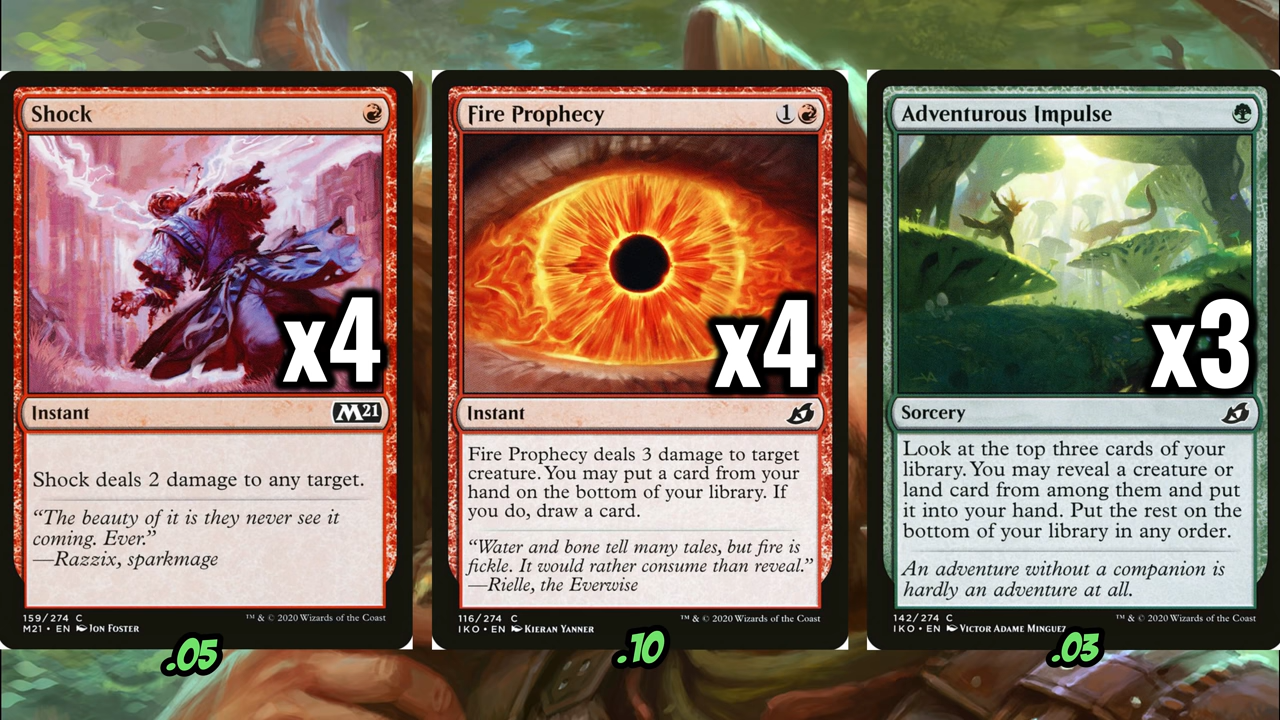 Shock
x4
Instant
M21
Shock deals 2 damage to any target.
“The beauty of it is they never see it
coming. Ever.”
—Razzix, sparkmage
159/274 C
M21 • EN Jon Foster
™ & © 2020 Wizards of the Coast
.05
Fire Prophecy
1
x4
Instant
Fire Prophecy deals 3 damage to target
creature. You may put a card from your
hand on the bottom of your library. If
you do, draw a card.
“Water and bone tell many tales, but fire is
fickle. It would rather consume than reveal.”
—Rielle, the Everwise
116/274 C
IKO • EN Kieran Yanner
™ & © 2020 Wizards of the Coast
.10
Adventurous Impulse
x3
Sorcery
Look at the top three cards of your
library. You may reveal a creature or
land card from among them and put
it into your hand. Put the rest on the
bottom of your library in any order.
An adventure without a companion is
hardly an adventure at all.
142/274 C
IKO • EN Victor Adame Minguez
™ & © 2020 Wizards of the Coast
.03